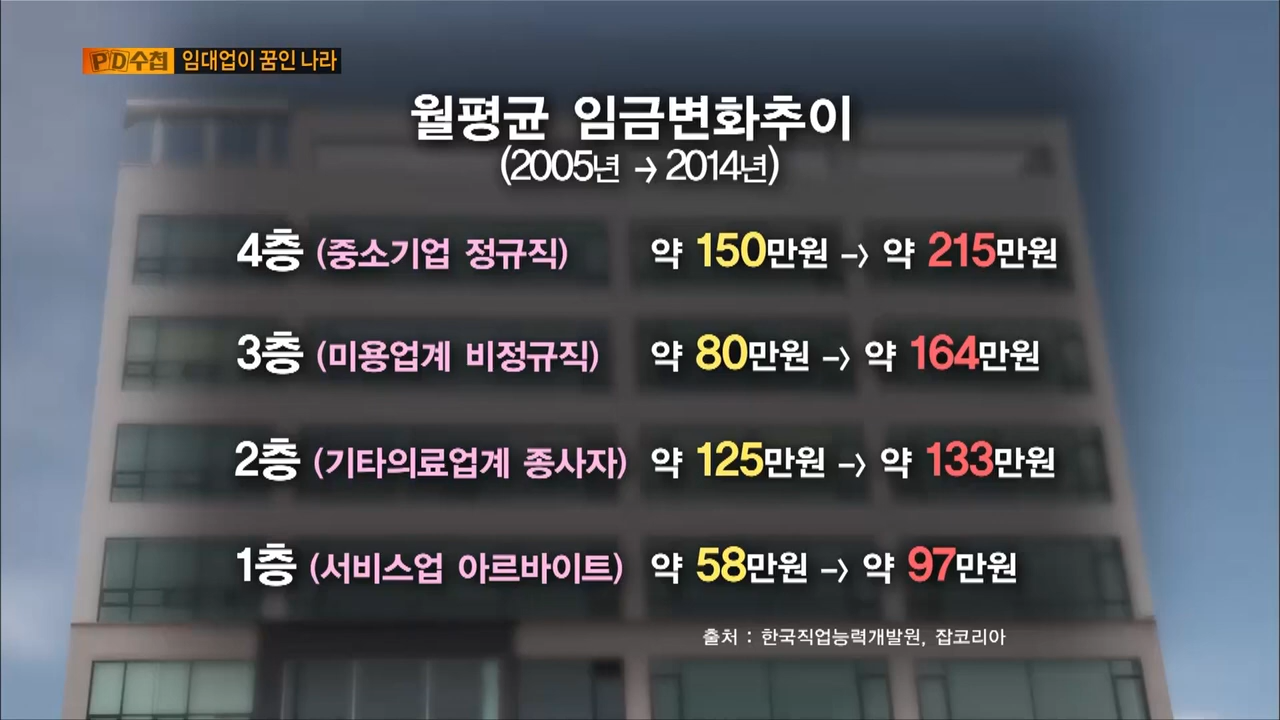 PD수첩 임대업이 꿈인 나라
월평균 임금변화추이
(2005년 → 2014년)
4층 (중소기업 정규직) 약 150만원 → 약 215만원
3층 (미용업계 비정규직) 약 80만원 → 약 164만원
2층 (기타의료업계 종사자) 약 125만원 → 약 133만원
1층 (서비스업 아르바이트) 약 58만원 → 약 97만원
출처 : 한국직업능력개발원, 잡코리아